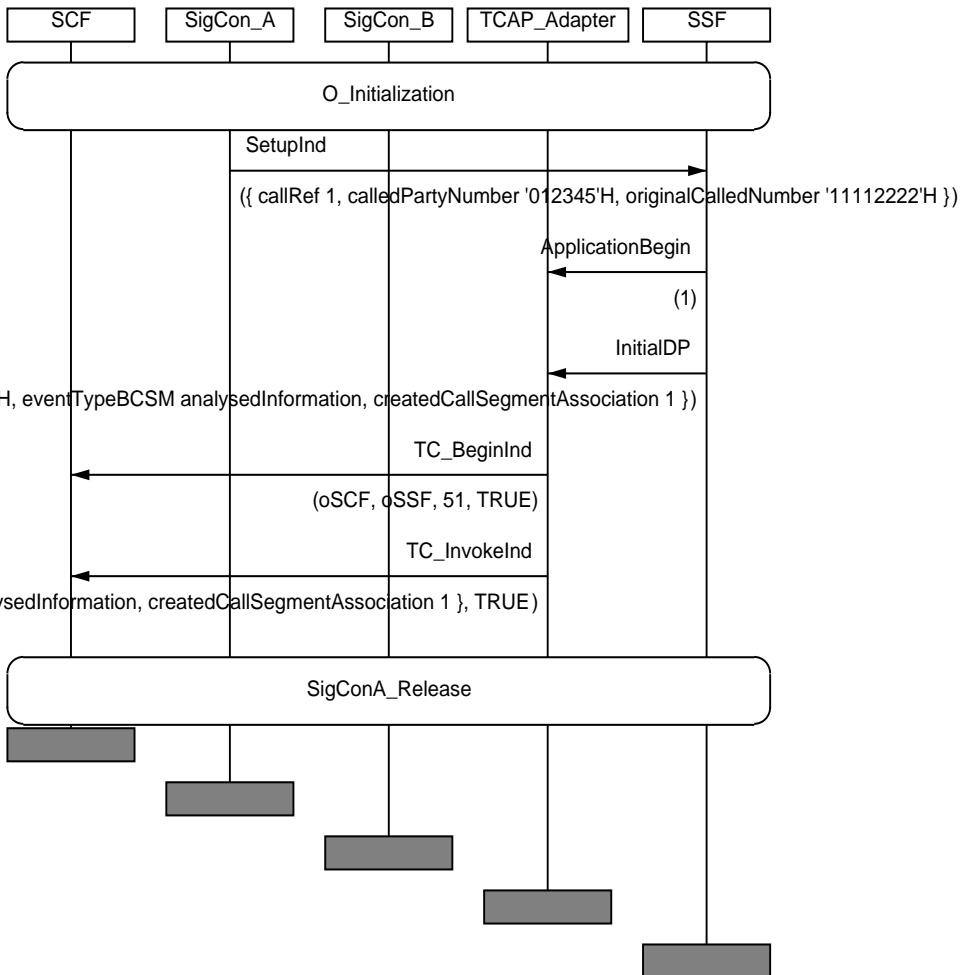 SCF SigCon_A SigCon_B TCAP_Adapter SSF
O_Initialization
SetupInd
({ callRef 1, calledPartyNumber '012345'H, originalCalledNumber '11112222'H })
ApplicationBegin
(1)
InitialDP
H, eventTypeBCSM analysedInformation, createdCallSegmentAssociation 1 })
TC_BeginInd
(oSCF, oSSF, 51, TRUE)
TC_InvokeInd
ysedInformation, createdCallSegmentAssociation 1 }, TRUE)
SigConA_Release